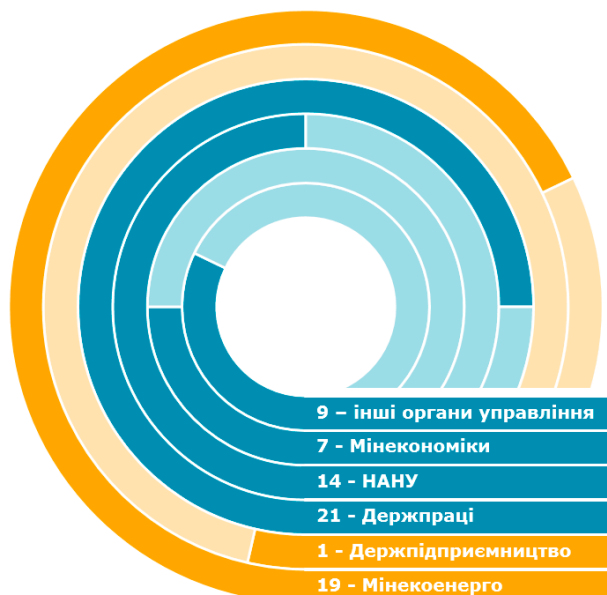 9 – інші органи управління
7 - Мінекономіки
14 - НАНУ
21 - Держпраці
1 - Держпідприємництво
19 - Мінекоенерго